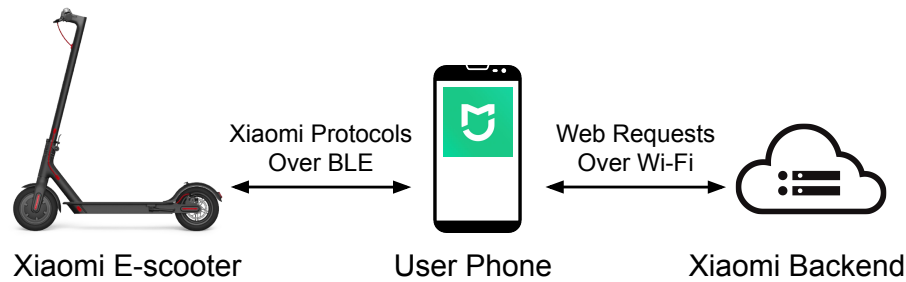 Xiaomi Protocols
Over BLE
Web Requests
Over Wi-Fi
Xiaomi E-scooter
User Phone
Xiaomi Backend